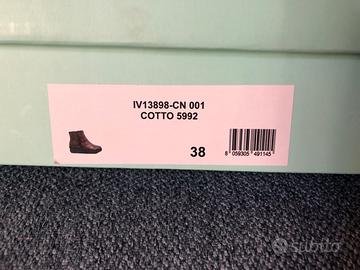 IV13898-CN 001
COTTO 5992
38
8 059305 491145
subito